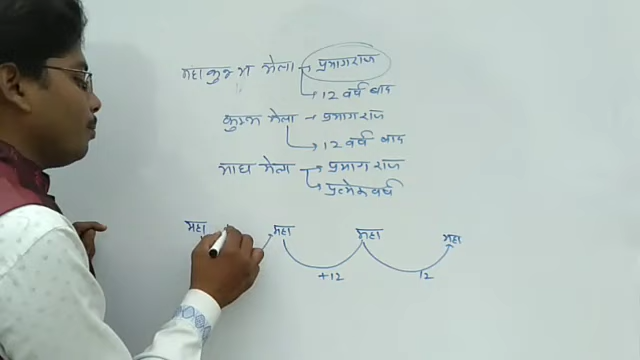 महाकुम्भ मेला → प्रयागराज
→ 12 वर्ष बाद
कुम्भ मेला → प्रयागराज
→ 12 वर्ष बाद
माघ मेला → प्रयागराज
→ प्रत्येक वर्ष
महा महा महा महा
+12 12